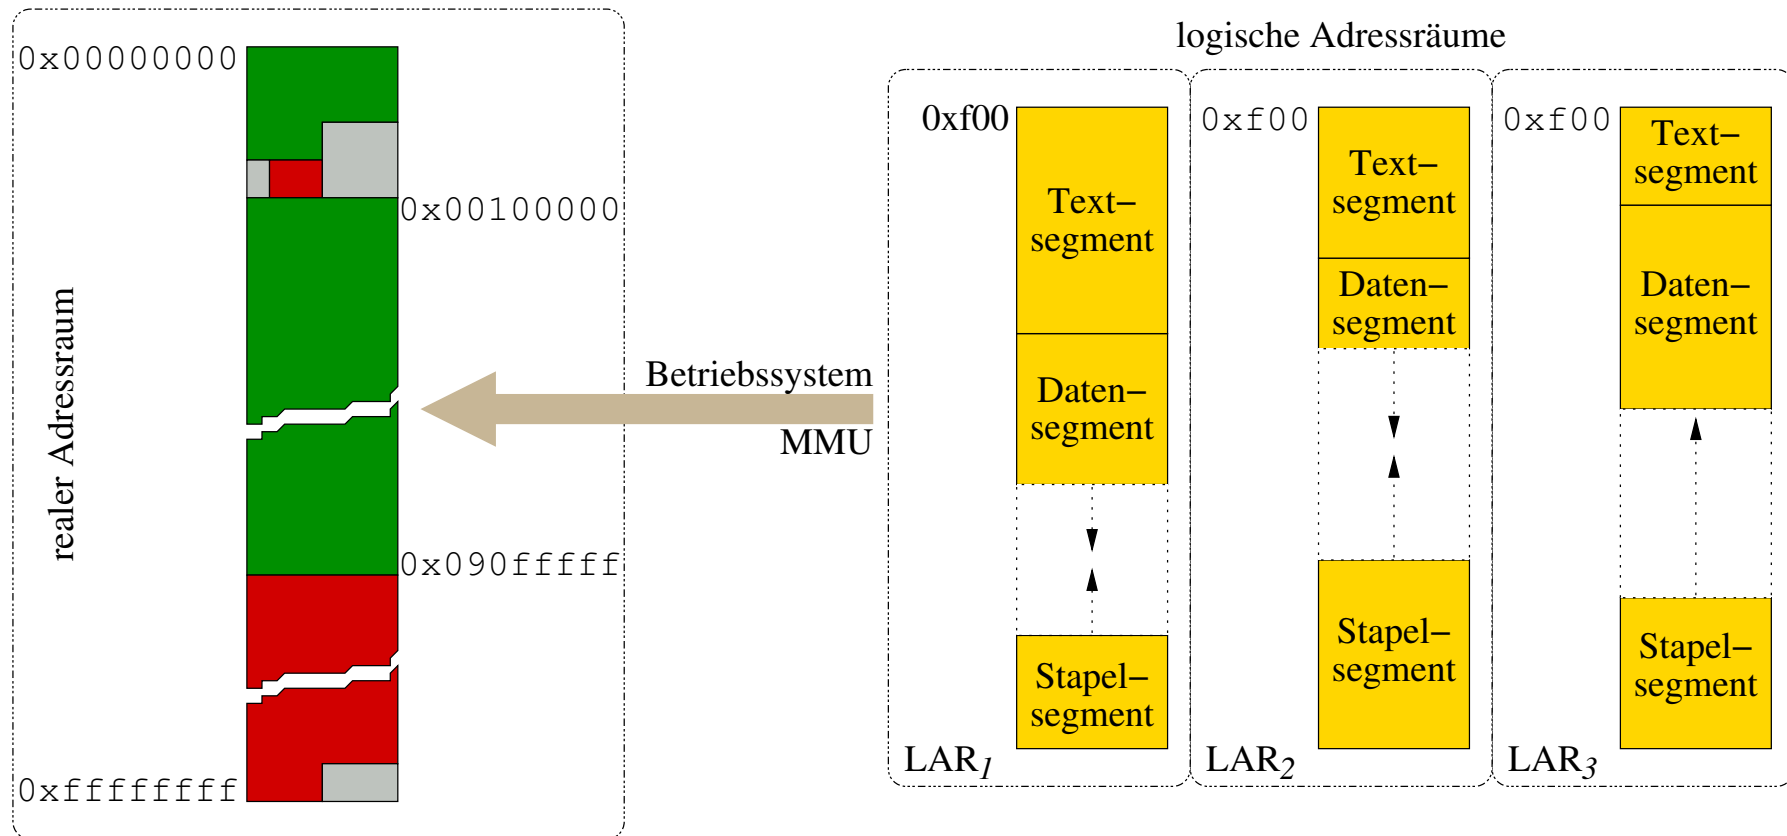 0x00000000
0x00100000
realer Adressraum
0x090fffff
0xffffffff
Betriebssystem
MMU
logische Adressräume
0xf00
Text–
segment
Daten–
segment
Stapel–
segment
LAR1
0xf00
Text–
segment
Daten–
segment
Stapel–
segment
LAR2
0xf00
Text–
segment
Daten–
segment
Stapel–
segment
LAR3